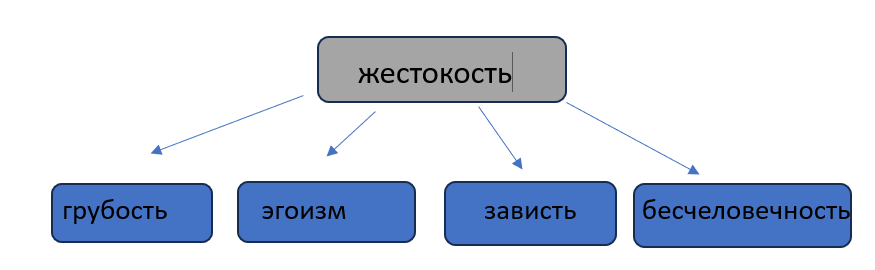 жестокость
грубость
эгоизм
зависть
бесчеловечность